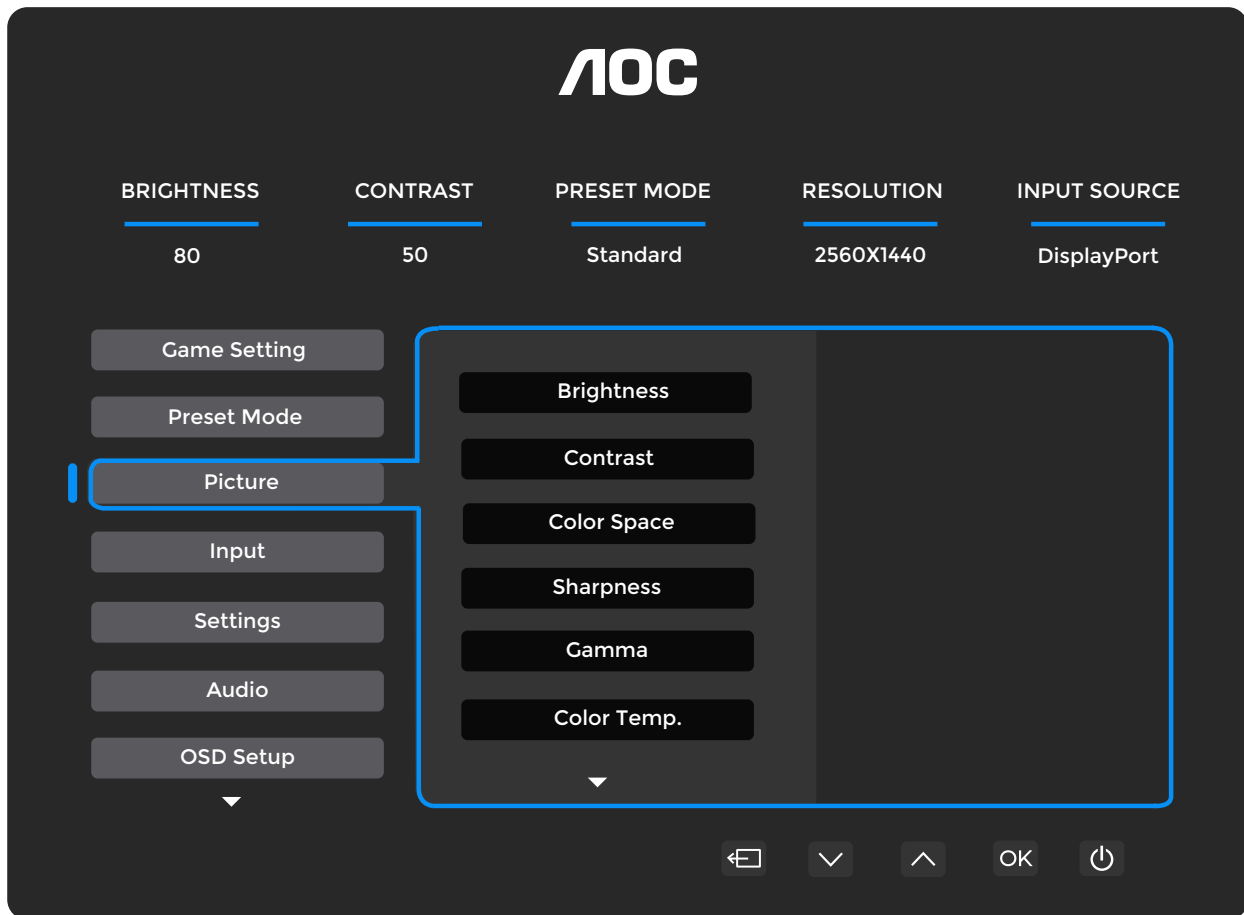 AOC
BRIGHTNESS CONTRAST PRESET MODE RESOLUTION INPUT SOURCE
80 50 Standard 2560X1440 DisplayPort
Game Setting
Preset Mode
Picture
Input
Settings
Audio
OSD Setup
Brightness
Contrast
Color Space
Sharpness
Gamma
Color Temp.
OK